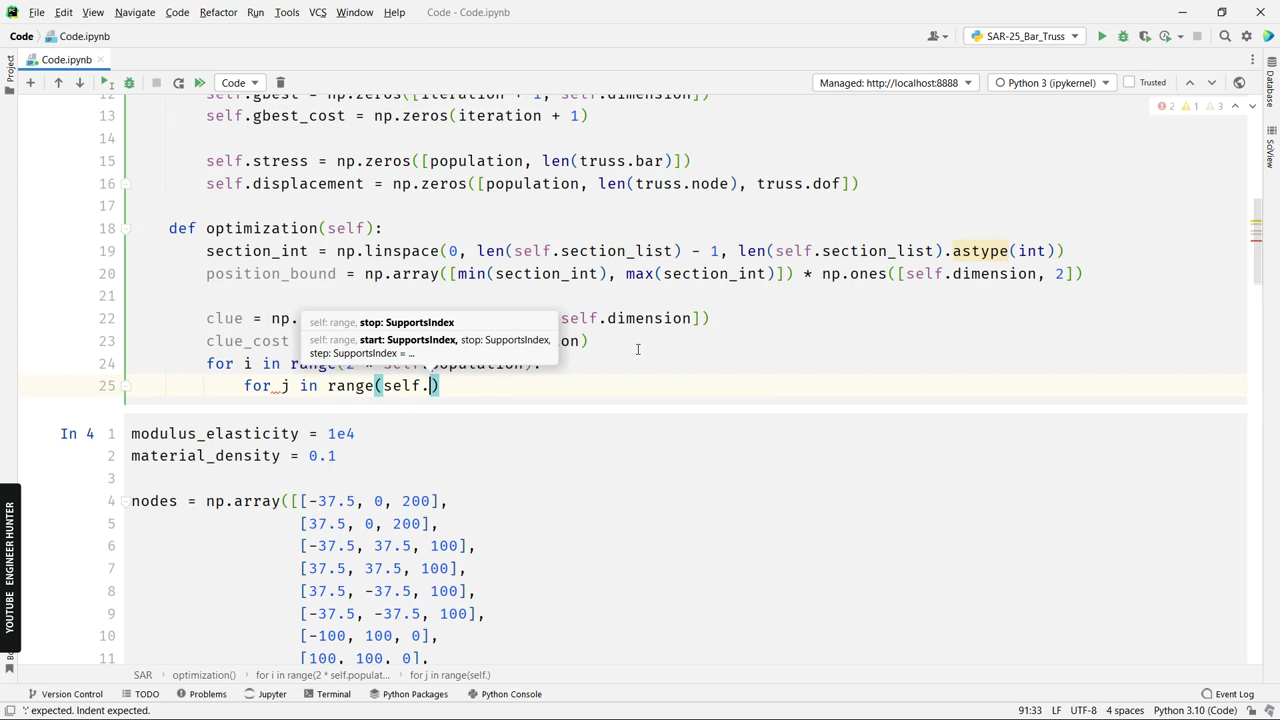 File Edit View Navigate Code Refactor Run Tools VCS Window Help Code - Code.ipynb
Code Code.ipynb SAR-25_Bar_Truss
Code.ipynb
Code Managed: http://localhost:8888 Python 3 (ipykernel) Trusted
Project
Database
SciView
2 1 3
13 self.gbest_cost = np.zeros(iteration + 1)
14
15 self.stress = np.zeros([population, len(truss.bar)])
16 self.displacement = np.zeros([population, len(truss.node), truss.dof])
17
18 def optimization(self):
19 section_int = np.linspace(0, len(self.section_list) - 1, len(self.section_list).astype(int))
20 position_bound = np.array([min(section_int), max(section_int)]) * np.ones([self.dimension, 2])
21
self: range, stop: SupportsIndex
22 clue = np. self.dimension])
self: range, start: SupportsIndex, stop: SupportsIndex,
23 clue_cost on)
step: SupportsIndex = ...
24 for i in range(2 * self.population):
25 for j in range(self.)
In 4 1 modulus_elasticity = 1e4
2 material_density = 0.1
3
4 nodes = np.array([[-37.5, 0, 200],
5 [37.5, 0, 200],
6 [-37.5, 37.5, 100],
7 [37.5, 37.5, 100],
8 [37.5, -37.5, 100],
9 [-37.5, -37.5, 100],
10 [-100, 100, 0],
11 [100, 100, 0],
YOUTUBE ENGINEER HUNTER
SAR optimization() for i in range(2 * self.populat... for j in range(self.)
Version Control TODO Problems Jupyter Terminal Python Packages Python Console Event Log
':' expected. Indent expected. 91:33 LF UTF-8 4 spaces Python 3.10 (Code)